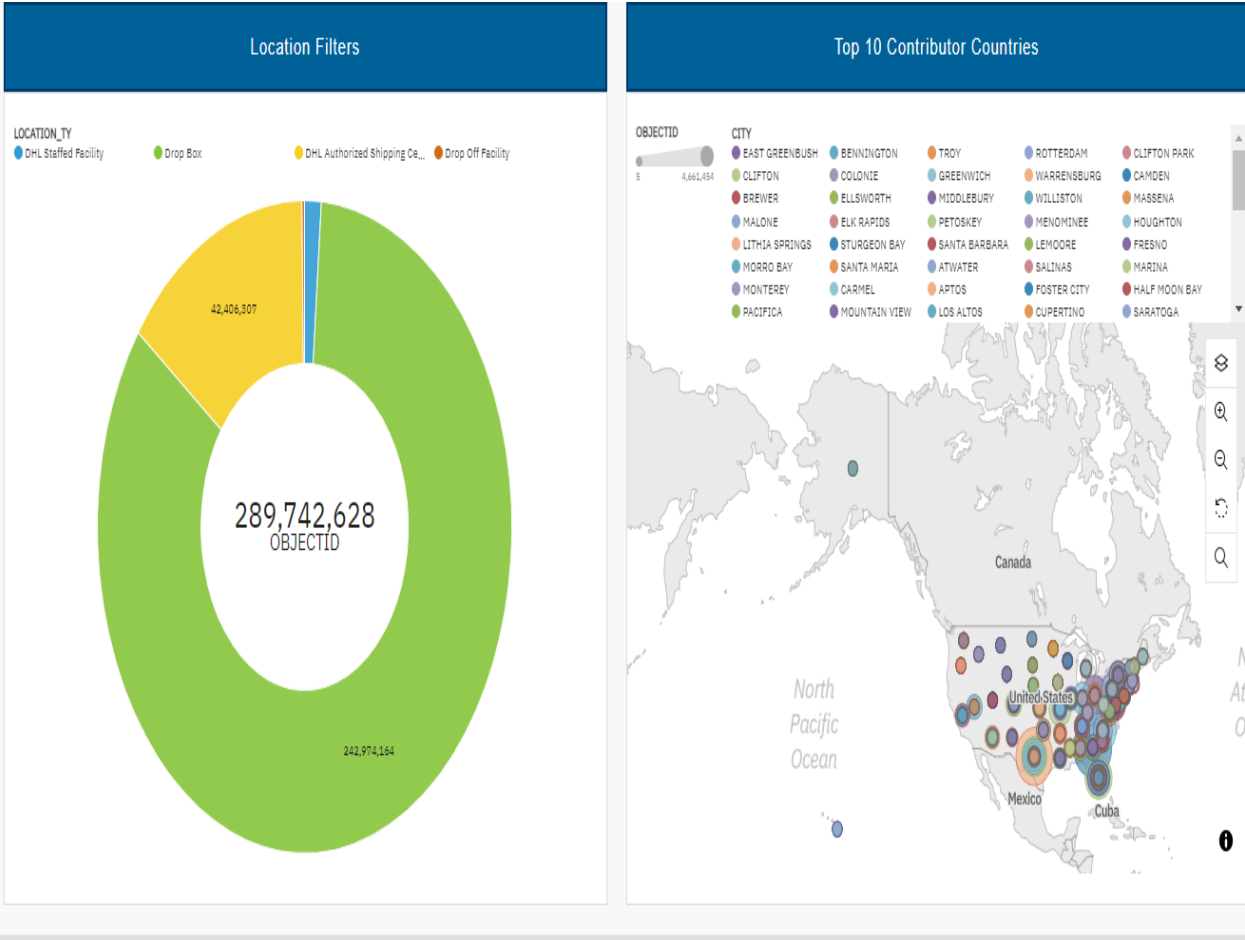 Location Filters
LOCATION_TY
DHL Staffed Facility
Drop Box
DHL Authorized Shipping Ce...
Drop Off Facility
42,406,307
289,742,628
OBJECTID
242,974,164
Top 10 Contributor Countries
OBJECTID
5 4,661,454
CITY
EAST GREENBUSH BENNINGTON TROY ROTTERDAM CLIFTON PARK
CLIFTON COLONIE GREENWICH WARRENSBURG CAMDEN
BREWER ELLSWORTH MIDDLEBURY WILLISTON MASSENA
MALONE ELK RAPIDS PETOSKEY MENOMINEE HOUGHTON
LITHIA SPRINGS STURGEON BAY SANTA BARBARA LEMOORE FRESNO
MORRO BAY SANTA MARIA ATWATER SALINAS MARINA
MONTEREY CARMEL APTOS FOSTER CITY HALF MOON BAY
PACIFICA MOUNTAIN VIEW LOS ALTOS CUPERTINO SARATOGA
Canada
United States
North
Pacific
Ocean
N
At
O
Mexico
Cuba